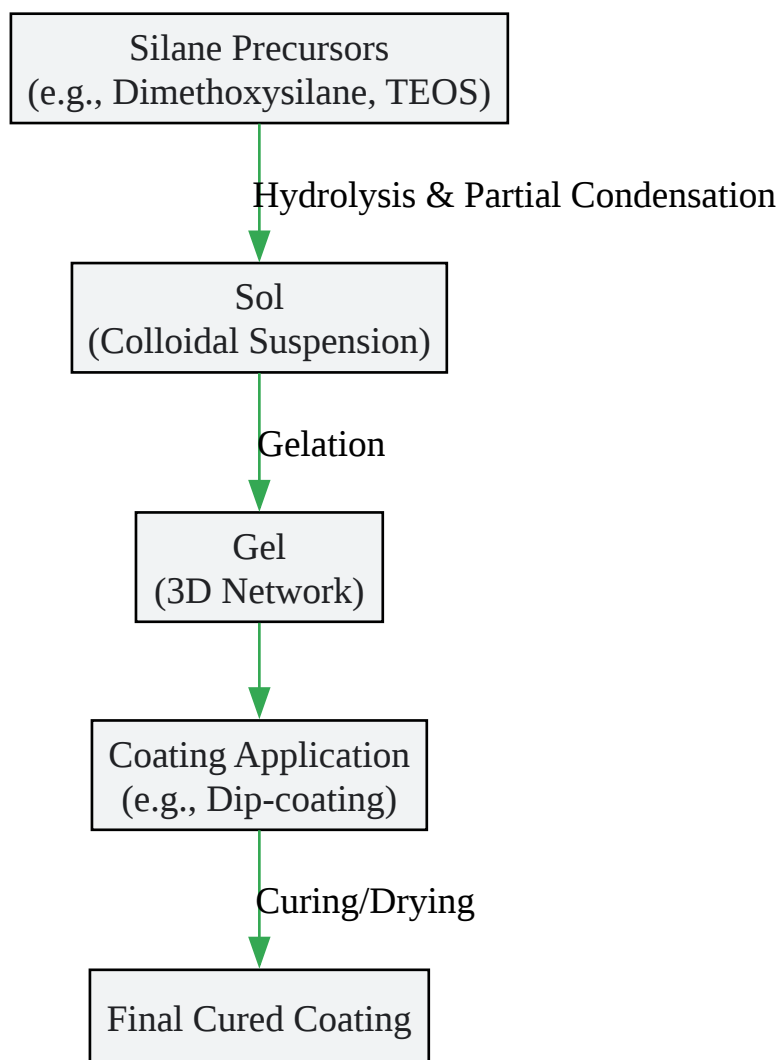 Silane Precursors
(e.g., Dimethoxysilane, TEOS)
Hydrolysis & Partial Condensation
Sol
(Colloidal Suspension)
Gelation
Gel
(3D Network)
Coating Application
(e.g., Dip-coating)
Curing/Drying
Final Cured Coating